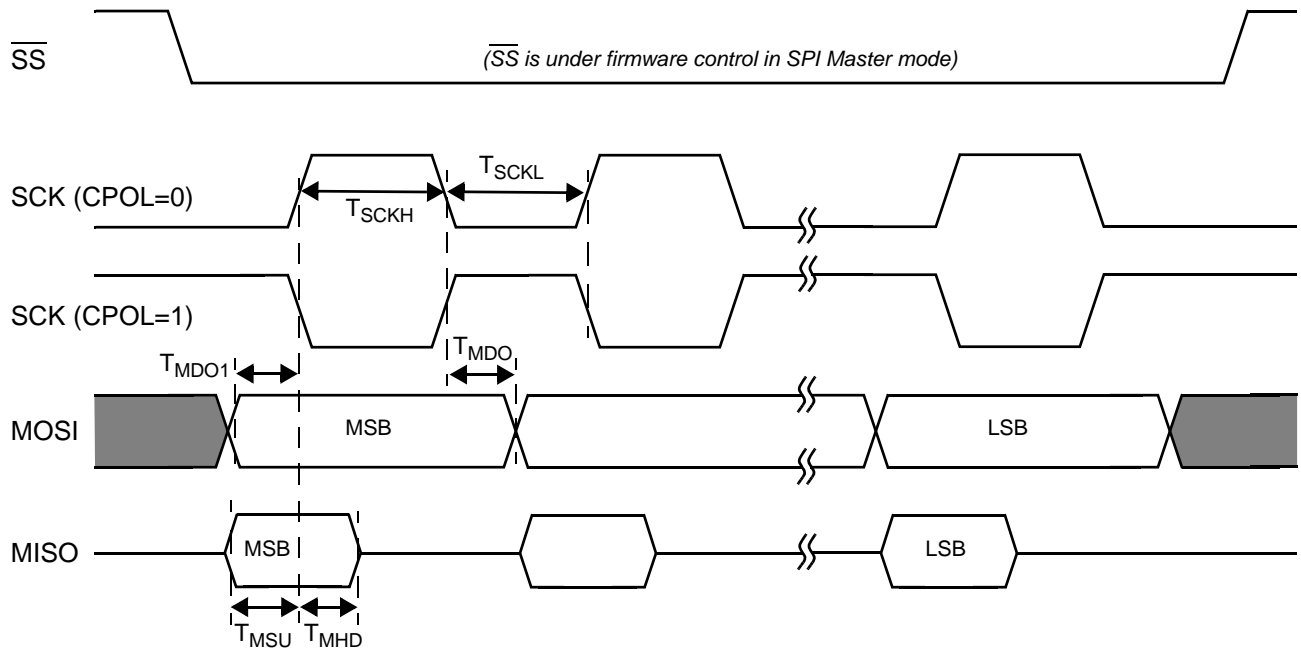 SS
(SS is under firmware control in SPI Master mode)
SCK (CPOL=0)
TSCKH
TSCKL
SCK (CPOL=1)
TMDO1
TMDO
MOSI
MSB
LSB
MISO
MSB
LSB
TMSU
TMHD